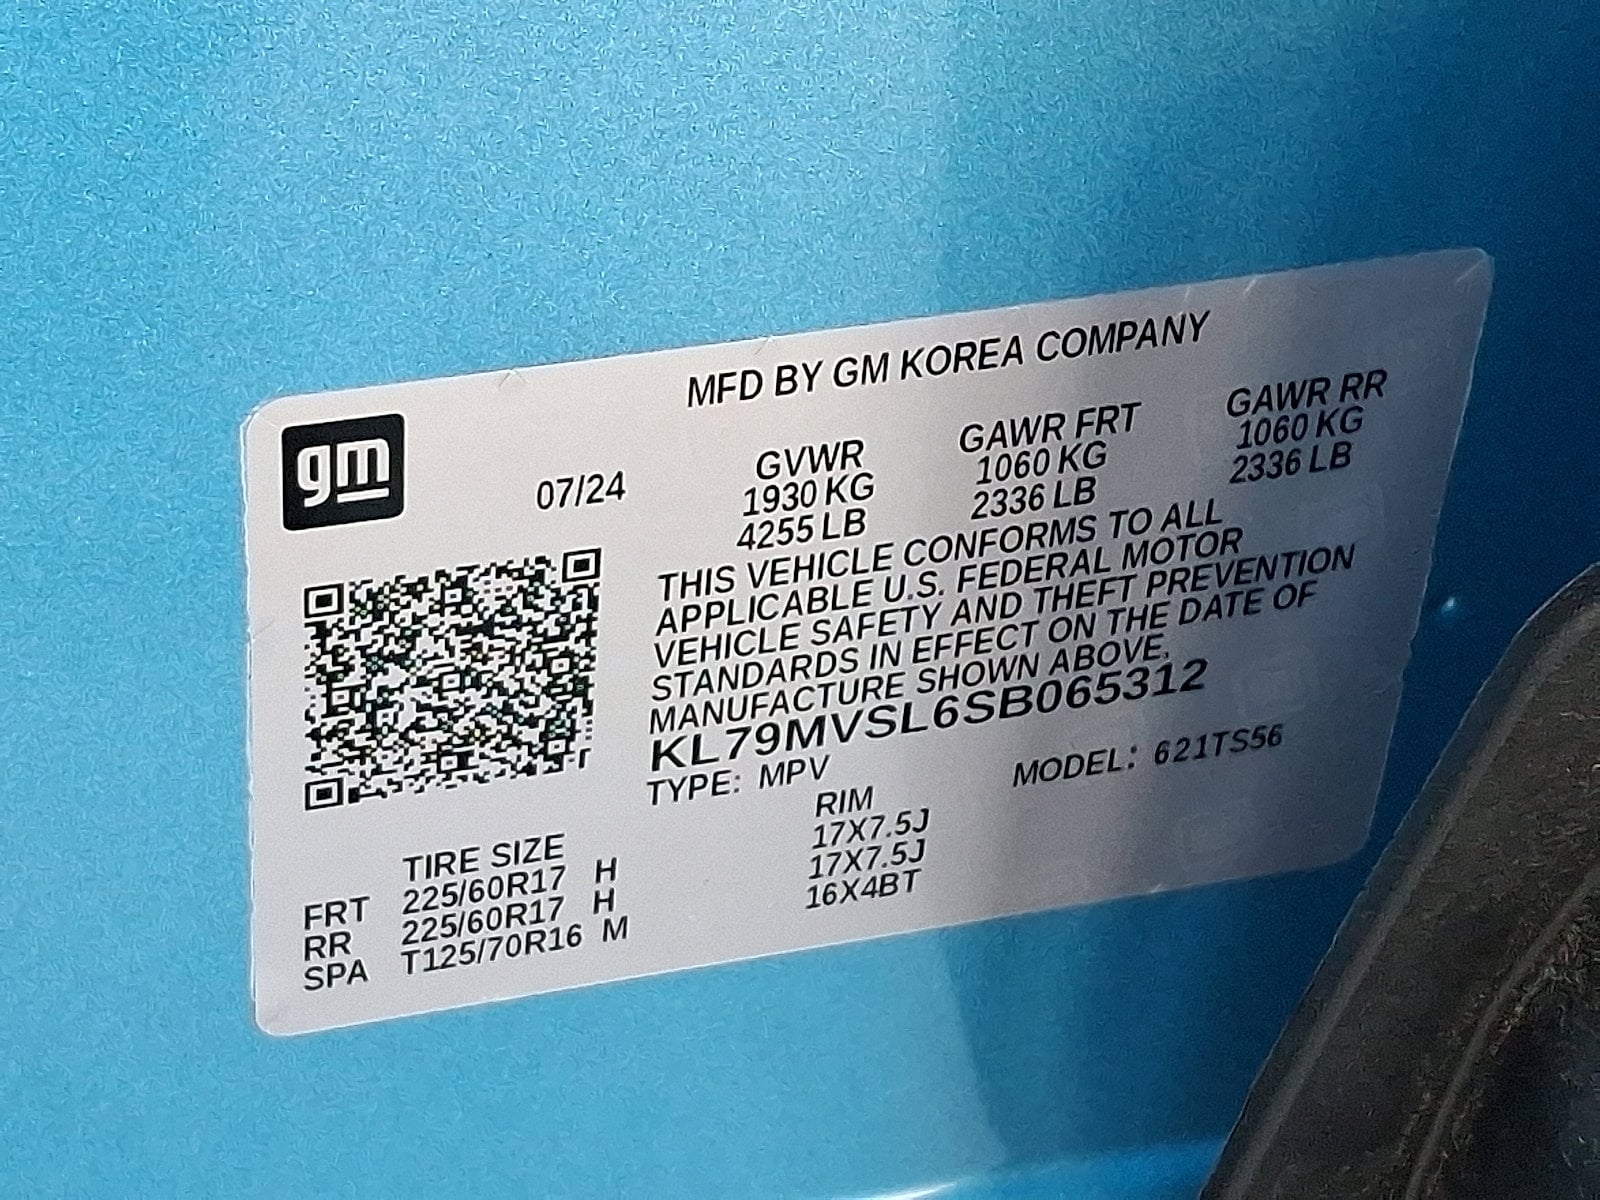 MFD BY GM KOREA COMPANY
gm
07/24
GVWR GAWR FRT GAWR RR
1930 KG 1060 KG 1060 KG
4255 LB 2336 LB 2336 LB
THIS VEHICLE CONFORMS TO ALL
APPLICABLE U.S. FEDERAL MOTOR
VEHICLE SAFETY AND THEFT PREVENTION
STANDARDS IN EFFECT ON THE DATE OF
MANUFACTURE SHOWN ABOVE.
KL79MVSL6SB065312
TYPE: MPV MODEL: 621TS56
TIRE SIZE RIM
FRT 225/60R17 H 17X7.5J
RR 225/60R17 H 17X7.5J
SPA T125/70R16 M 16X4BT